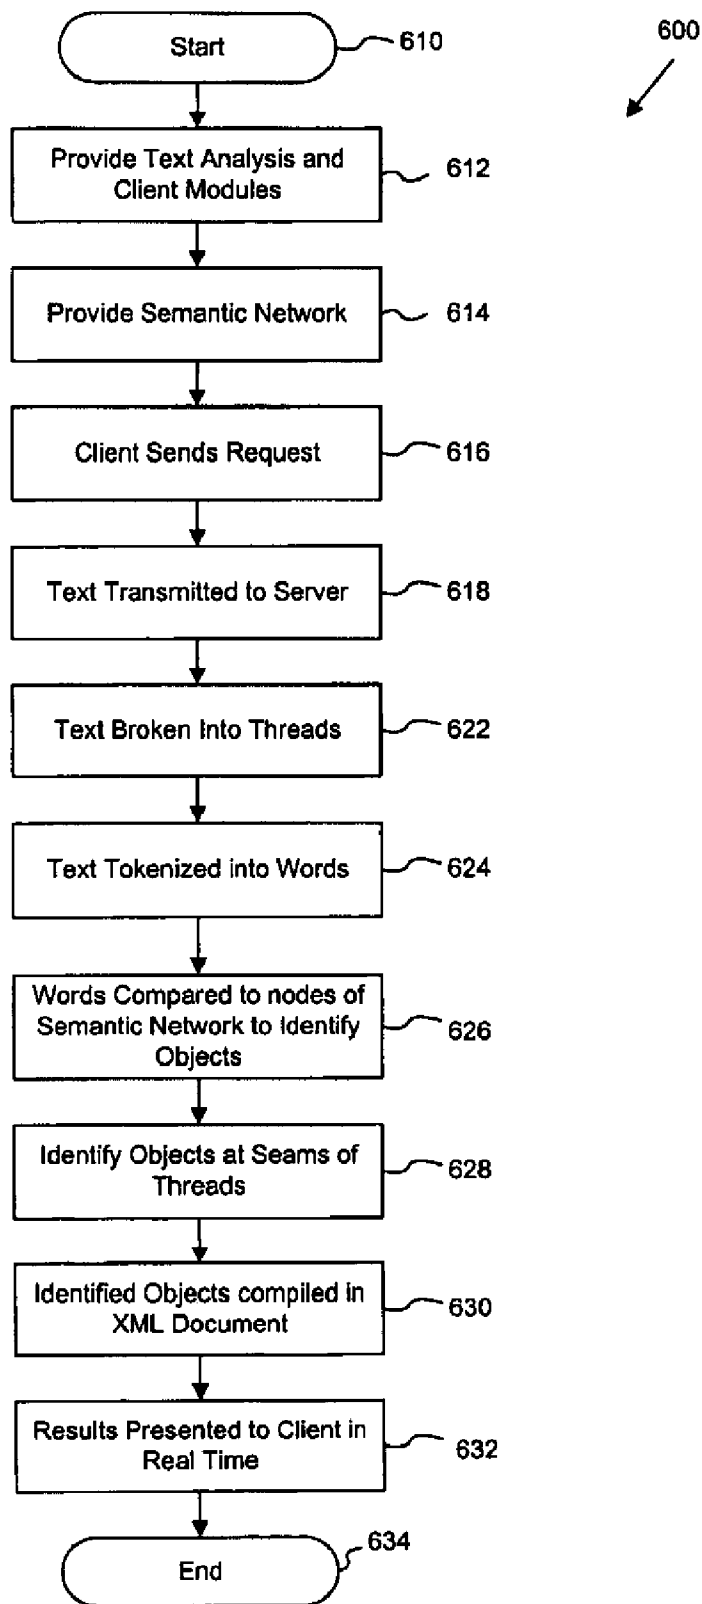 600
Start
610
Provide Text Analysis and
Client Modules
612
Provide Semantic Network
614
Client Sends Request
616
Text Transmitted to Server
618
Text Broken Into Threads
622
Text Tokenized into Words
624
Words Compared to nodes of
Semantic Network to Identify
Objects
626
Identify Objects at Seams of
Threads
628
Identified Objects compiled in
XML Document
630
Results Presented to Client in
Real Time
632
End
634